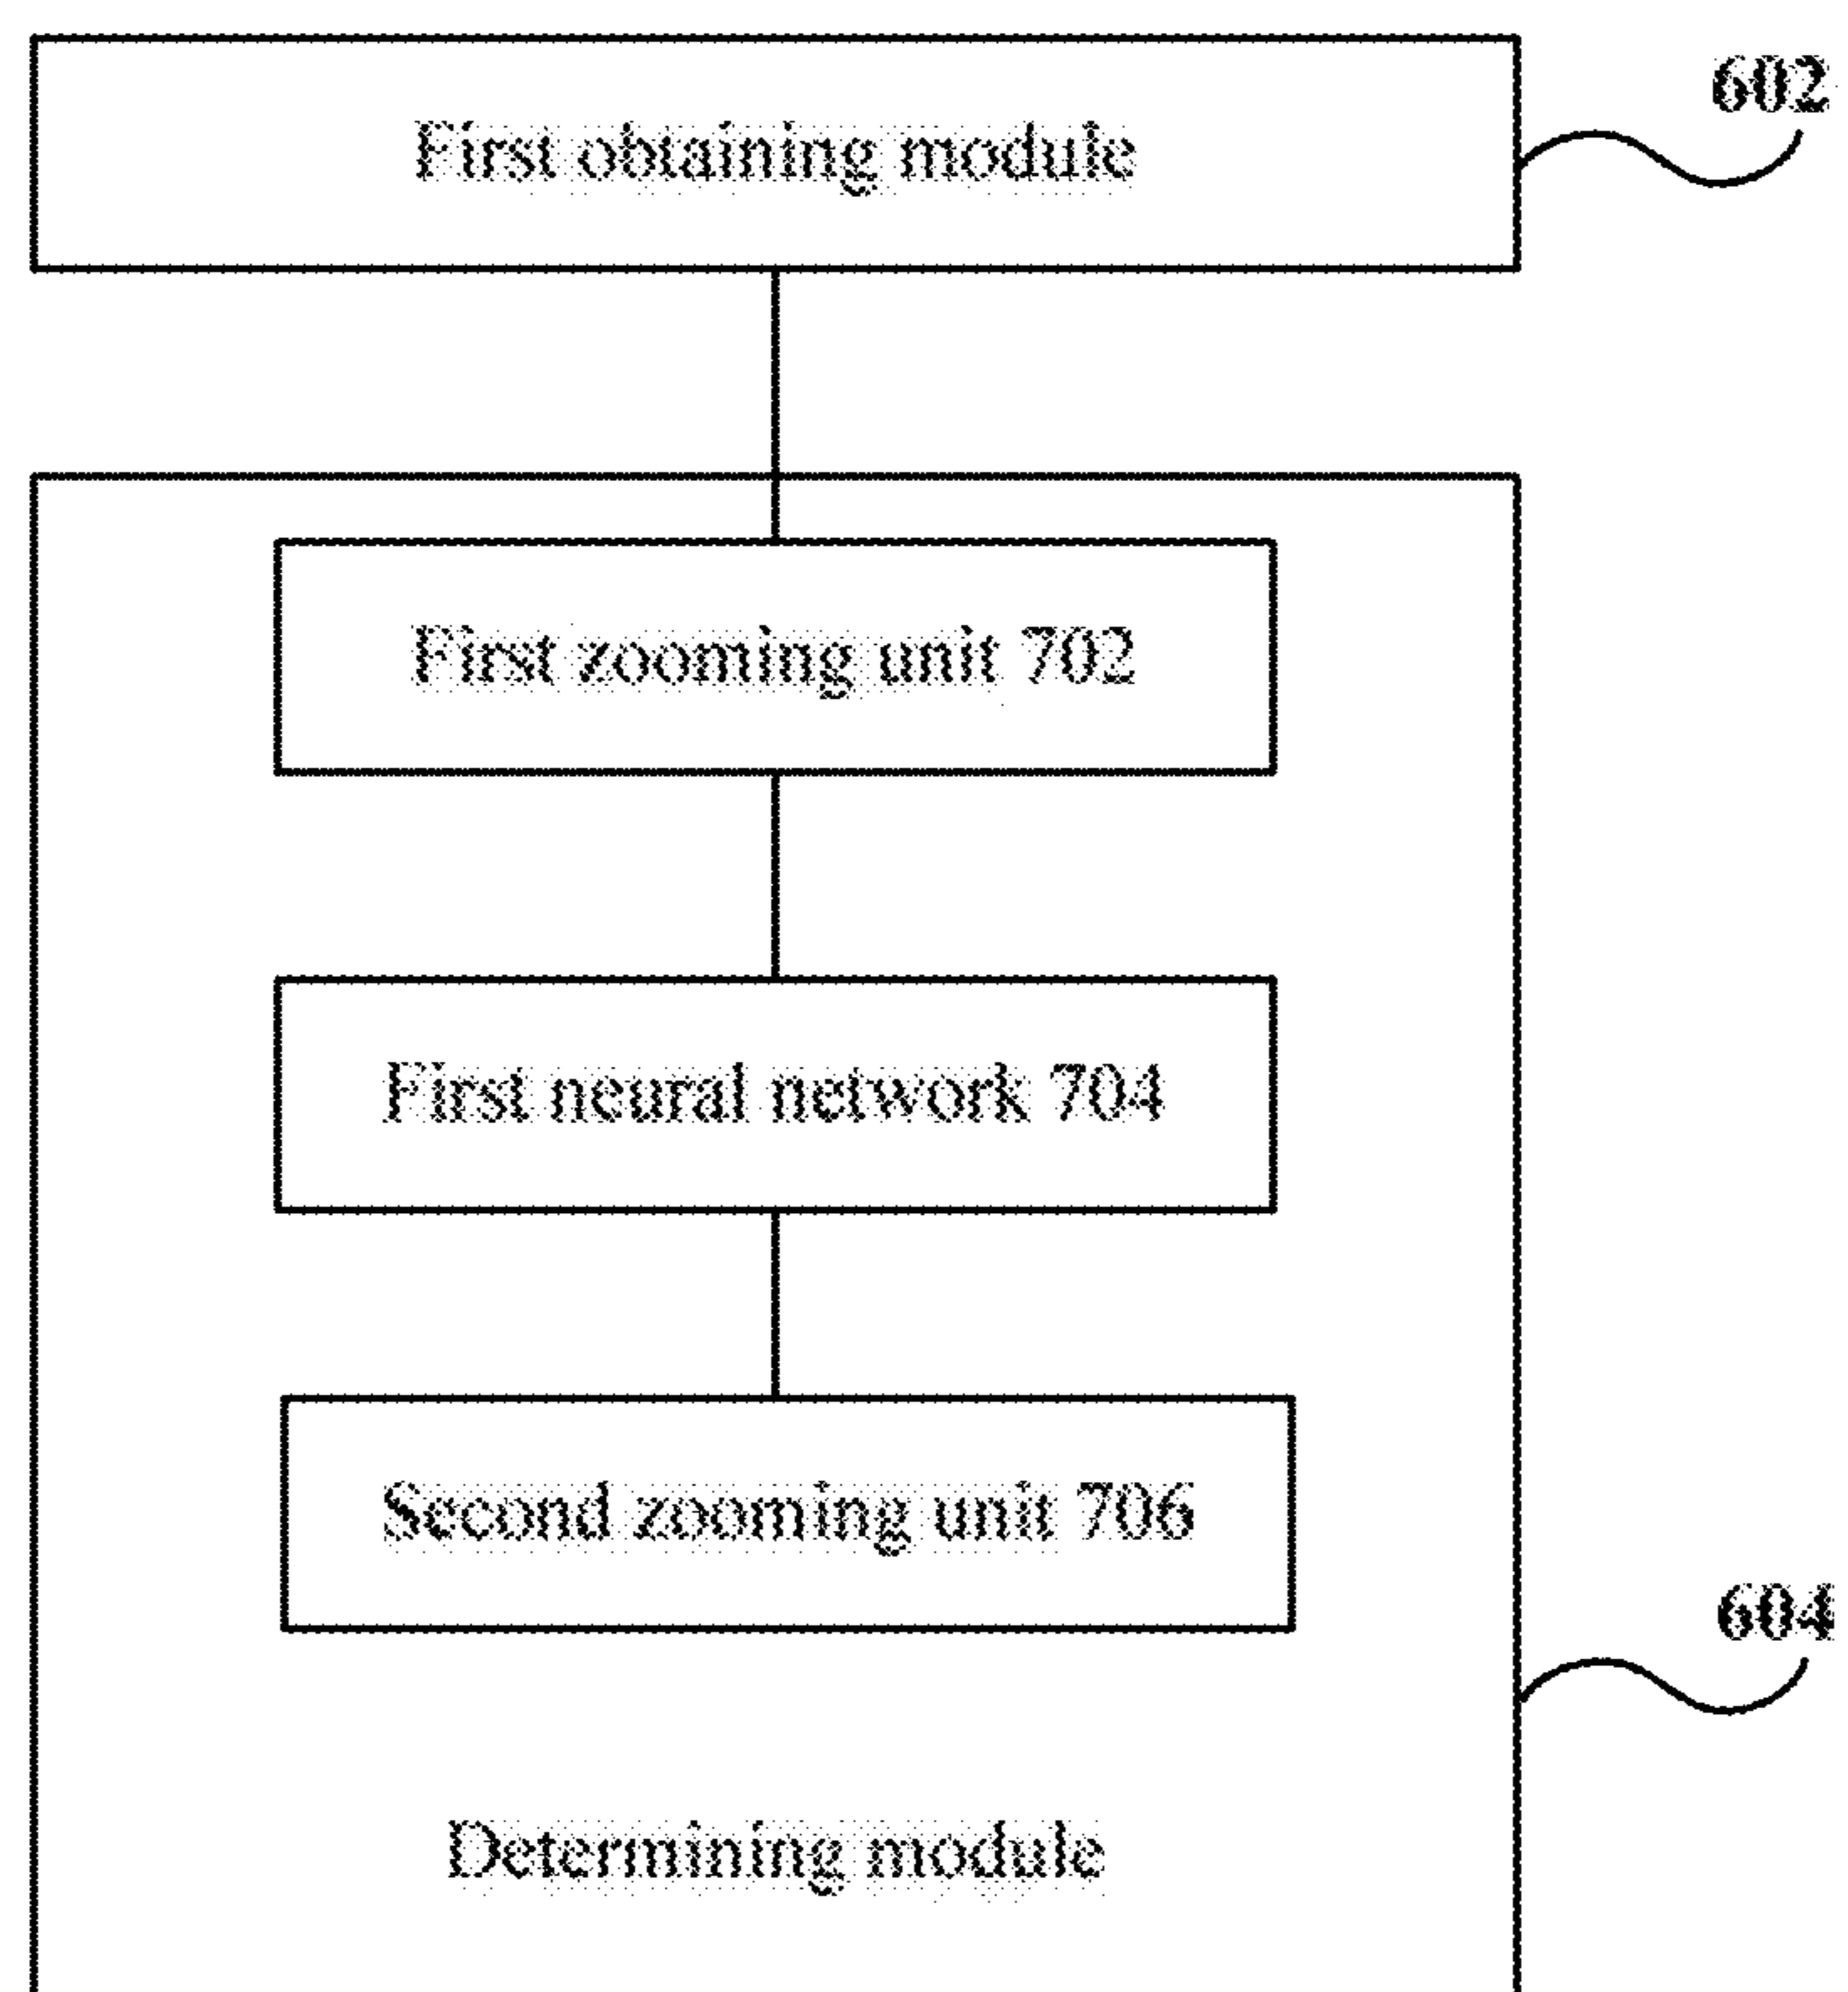 602
First obtaining module
First zooming unit 702
First neural network 704
Second zooming unit 706
604
Determining module